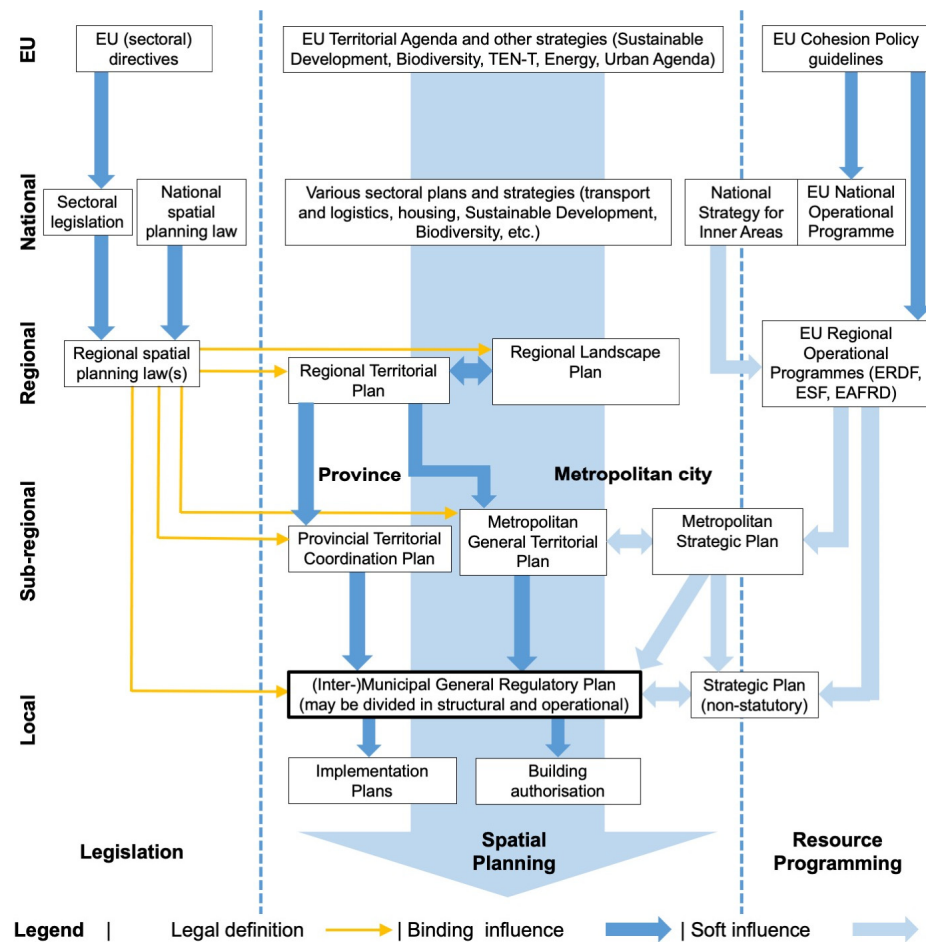 EU
EU (sectoral)
directives
EU Territorial Agenda and other strategies (Sustainable
Development, Biodiversity, TEN-T, Energy, Urban Agenda)
EU Cohesion Policy
guidelines
National
Sectoral
legislation
National
spatial
planning law
Various sectoral plans and strategies (transport
and logistics, housing, Sustainable Development,
Biodiversity, etc.)
National
Strategy for
Inner Areas
EU National
Operational
Programme
Regional
Regional spatial
planning law(s)
Regional Territorial
Plan
Regional Landscape
Plan
EU Regional
Operational
Programmes (ERDF,
ESF, EAFRD)
Province
Metropolitan city
Sub-regional
Provincial Territorial
Coordination Plan
Metropolitan
General Territorial
Plan
Metropolitan
Strategic Plan
Local
(Inter-)Municipal General Regulatory Plan
(may be divided in structural and operational)
Strategic Plan
(non-statutory)
Implementation
Plans
Building
authorisation
Legislation
Spatial
Planning
Resource
Programming
Legend | Legal definition | Binding influence | Soft influence